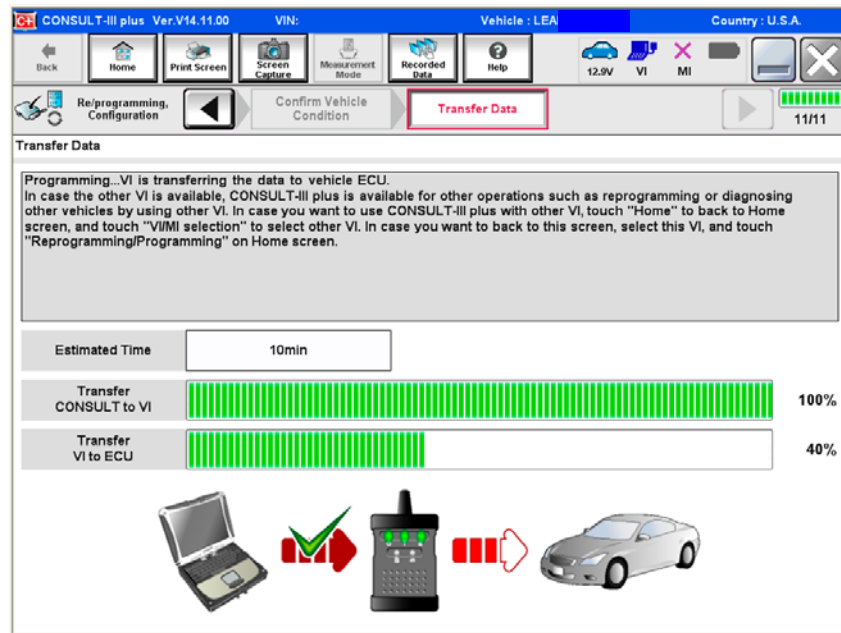 CONSULT-III plus Ver.V14.11.00 VIN: Vehicle : LEA Country : U.S.A.
Back
Home
Print Screen
Screen Capture
Measurement Mode
Recorded Data
Help
12.9V
VI
MI
Re/programming, Configuration
Confirm Vehicle Condition
Transfer Data
11/11
Transfer Data
Programming...VI is transferring the data to vehicle ECU.
In case the other VI is available, CONSULT-III plus is available for other operations such as reprogramming or diagnosing
other vehicles by using other VI. In case you want to use CONSULT-III plus with other VI, touch "Home" to back to Home
screen, and touch "VI/MI selection" to select other VI. In case you want to back to this screen, select this VI, and touch
"Reprogramming/Programming" on Home screen.
Estimated Time 10min
Transfer
CONSULT to VI 100%
Transfer
VI to ECU 40%